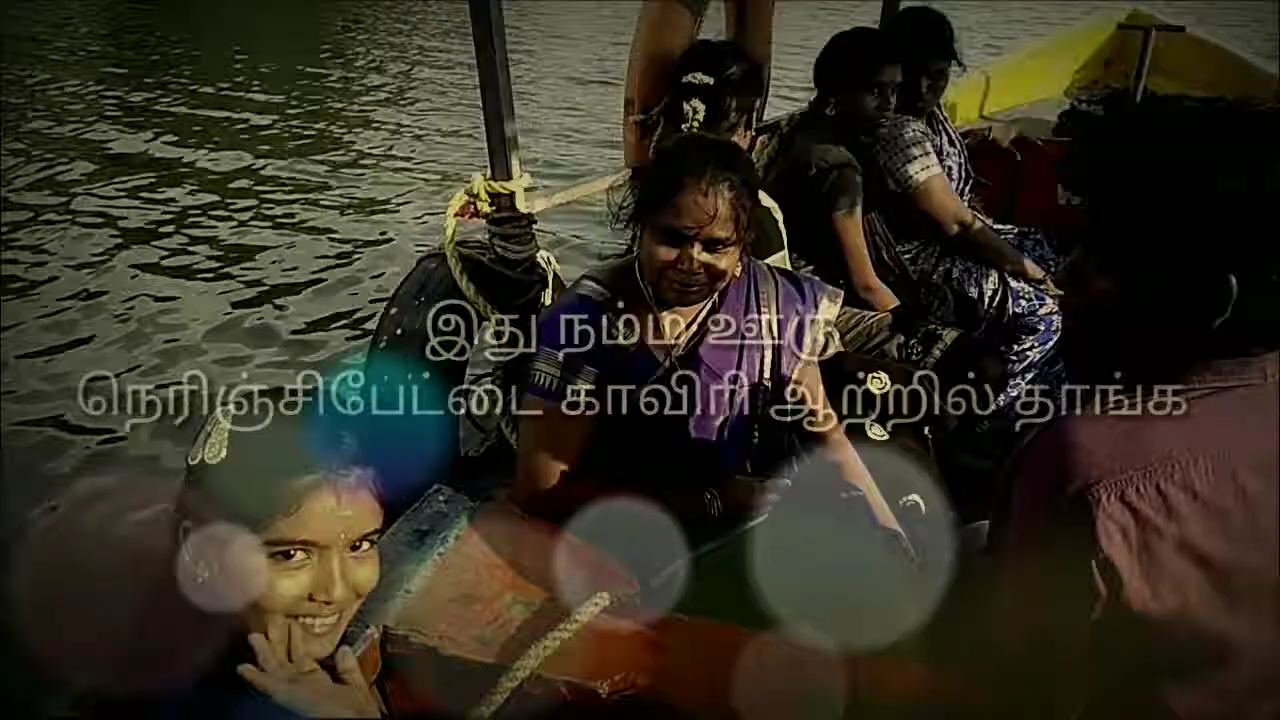 இது நம்ம ஊரு
நெரிஞ்சிபேட்டை காவிரி ஆற்றில் தாங்க